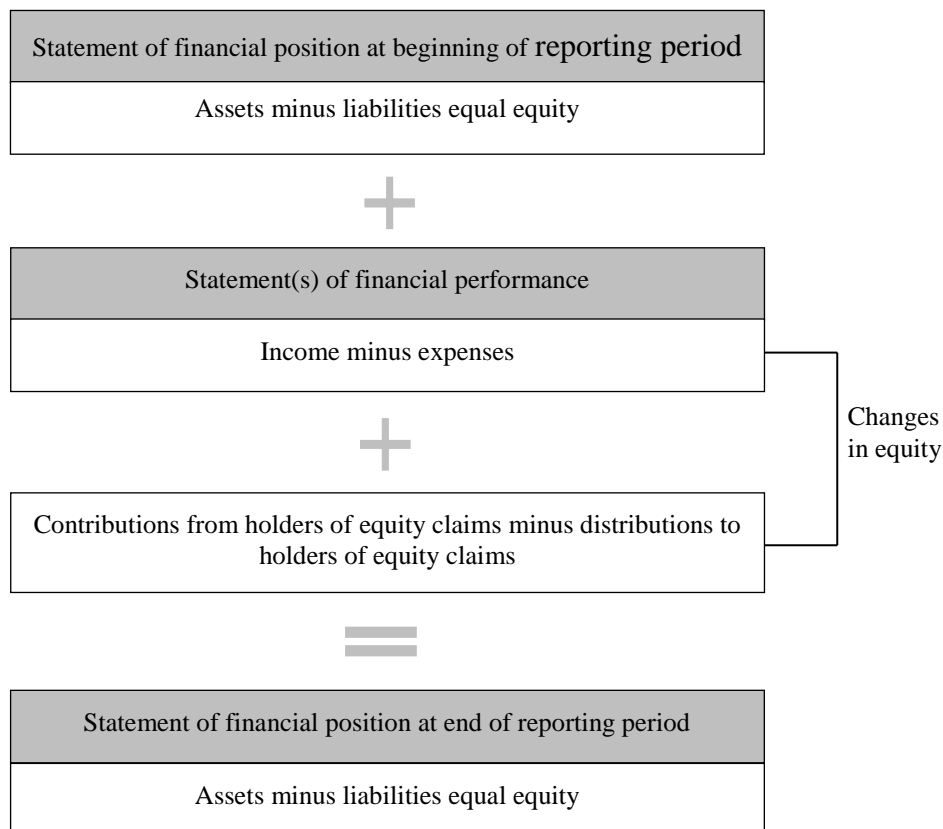 Statement of financial position at beginning of reporting period
Assets minus liabilities equal equity
+
Statement(s) of financial performance
Income minus expenses
+
Changes
in equity
Contributions from holders of equity claims minus distributions to
holders of equity claims
=
Statement of financial position at end of reporting period
Assets minus liabilities equal equity